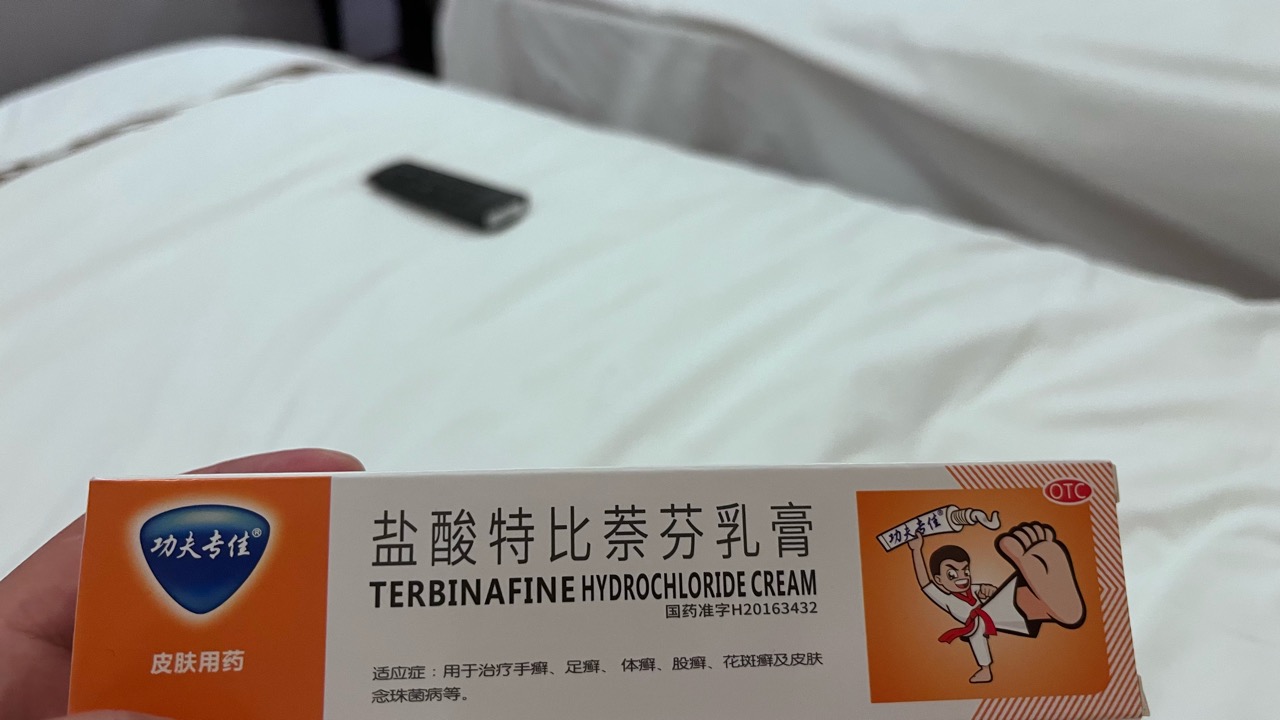 功夫专佳®
皮肤用药
盐酸特比萘芬乳膏
TERBINAFINE HYDROCHLORIDE CREAM
国药准字H20163432
适应症：用于治疗手癣、足癣、体癣、股癣、花斑癣及皮肤
念珠菌病等。
OTC
功夫专佳